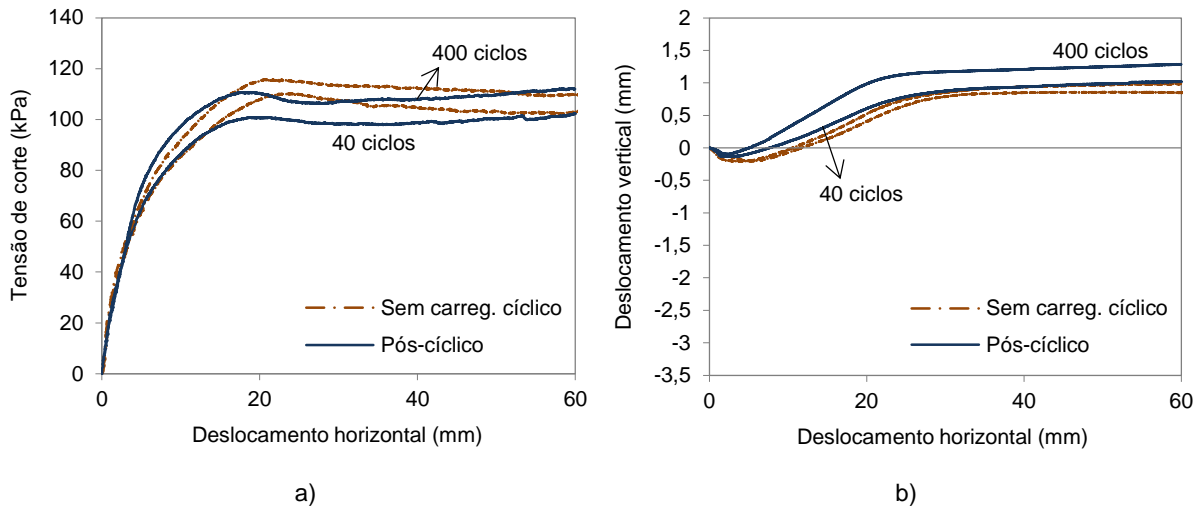 140
120
100
80
60
40
20
0
Tensão de corte (kPa)
400 ciclos
40 ciclos
Sem carreg. cíclico
Pós-cíclico
0
20
40
60
Deslocamento horizontal (mm)
a)
2
1,5
1
0,5
0
-0,5
-1
-1,5
-2
-2,5
-3
-3,5
Deslocamento vertical (mm)
400 ciclos
40 ciclos
Sem carreg. cíclico
Pós-cíclico
0
20
40
60
Deslocamento horizontal (mm)
b)